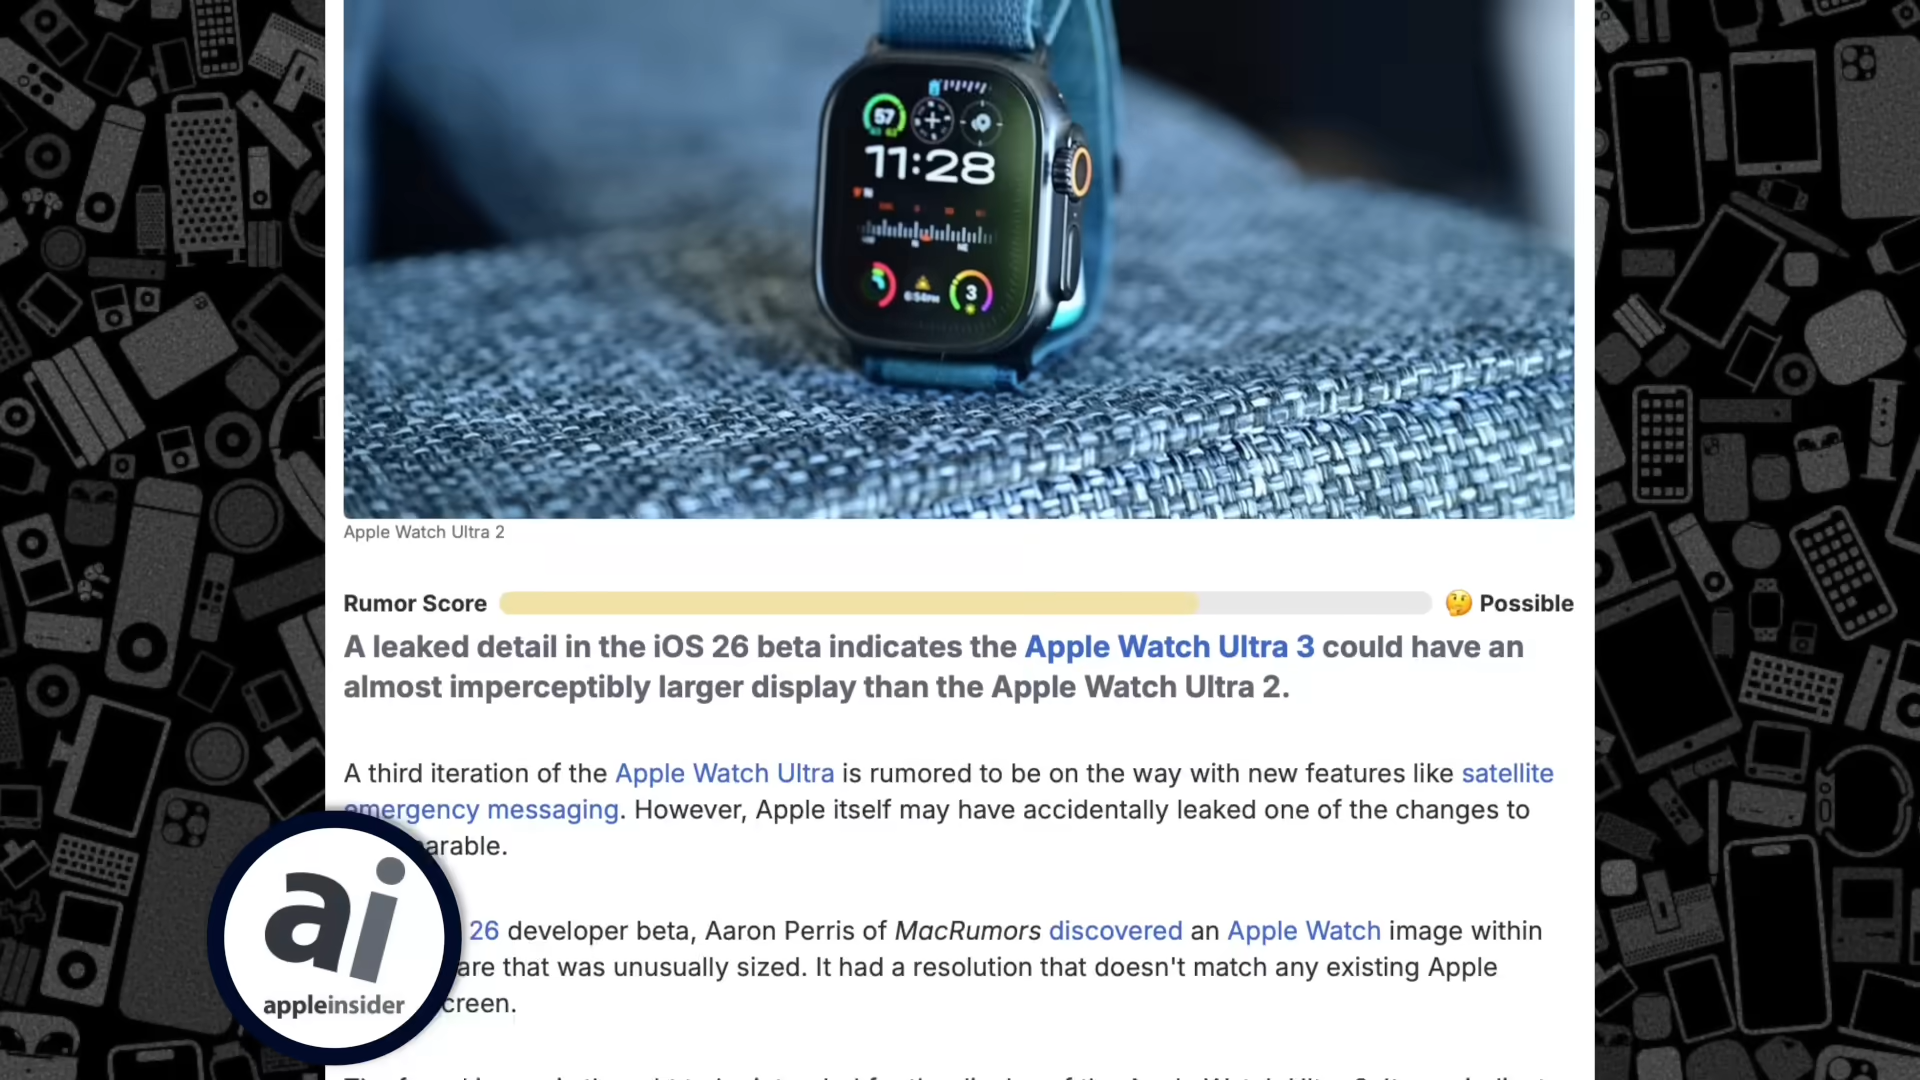 57
11:28
6:54PM
3
Apple Watch Ultra 2
Rumor Score
🤔 Possible
A leaked detail in the iOS 26 beta indicates the Apple Watch Ultra 3 could have an
almost imperceptibly larger display than the Apple Watch Ultra 2.
A third iteration of the Apple Watch Ultra is rumored to be on the way with new features like satellite
emergency messaging. However, Apple itself may have accidentally leaked one of the changes to
arable.
26 developer beta, Aaron Perris of MacRumors discovered an Apple Watch image within
are that was unusually sized. It had a resolution that doesn't match any existing Apple
creen.
ai
appleinsider